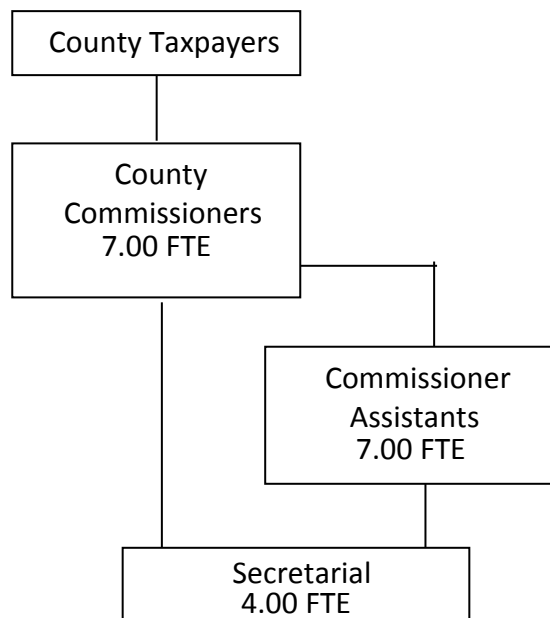 County Taxpayers
County
Commissioners
7.00 FTE
Commissioner
Assistants
7.00 FTE
Secretarial
4.00 FTE